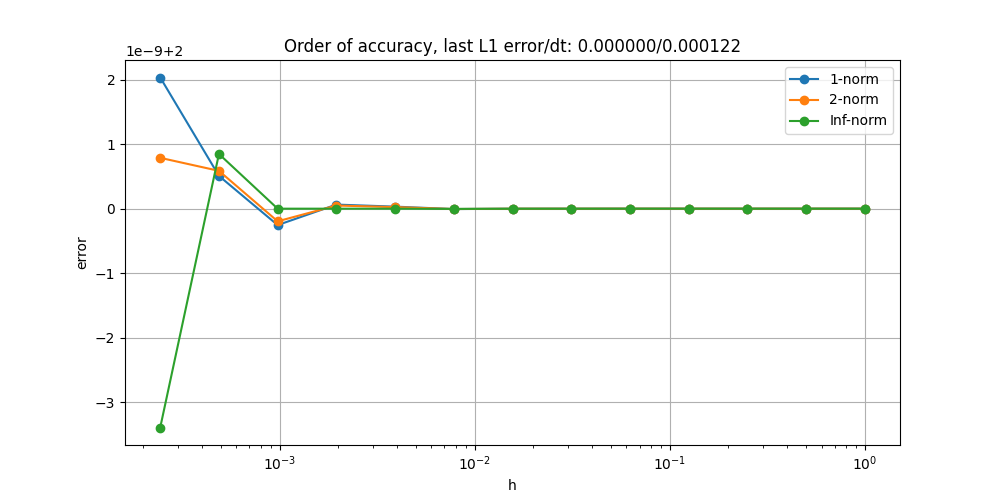 Order of accuracy, last L1 error/dt: 0.000000/0.000122
1e−9+2
2
1
0
−1
−2
−3
error
10⁻³
10⁻²
10⁻¹
10⁰
h
1-norm
2-norm
Inf-norm